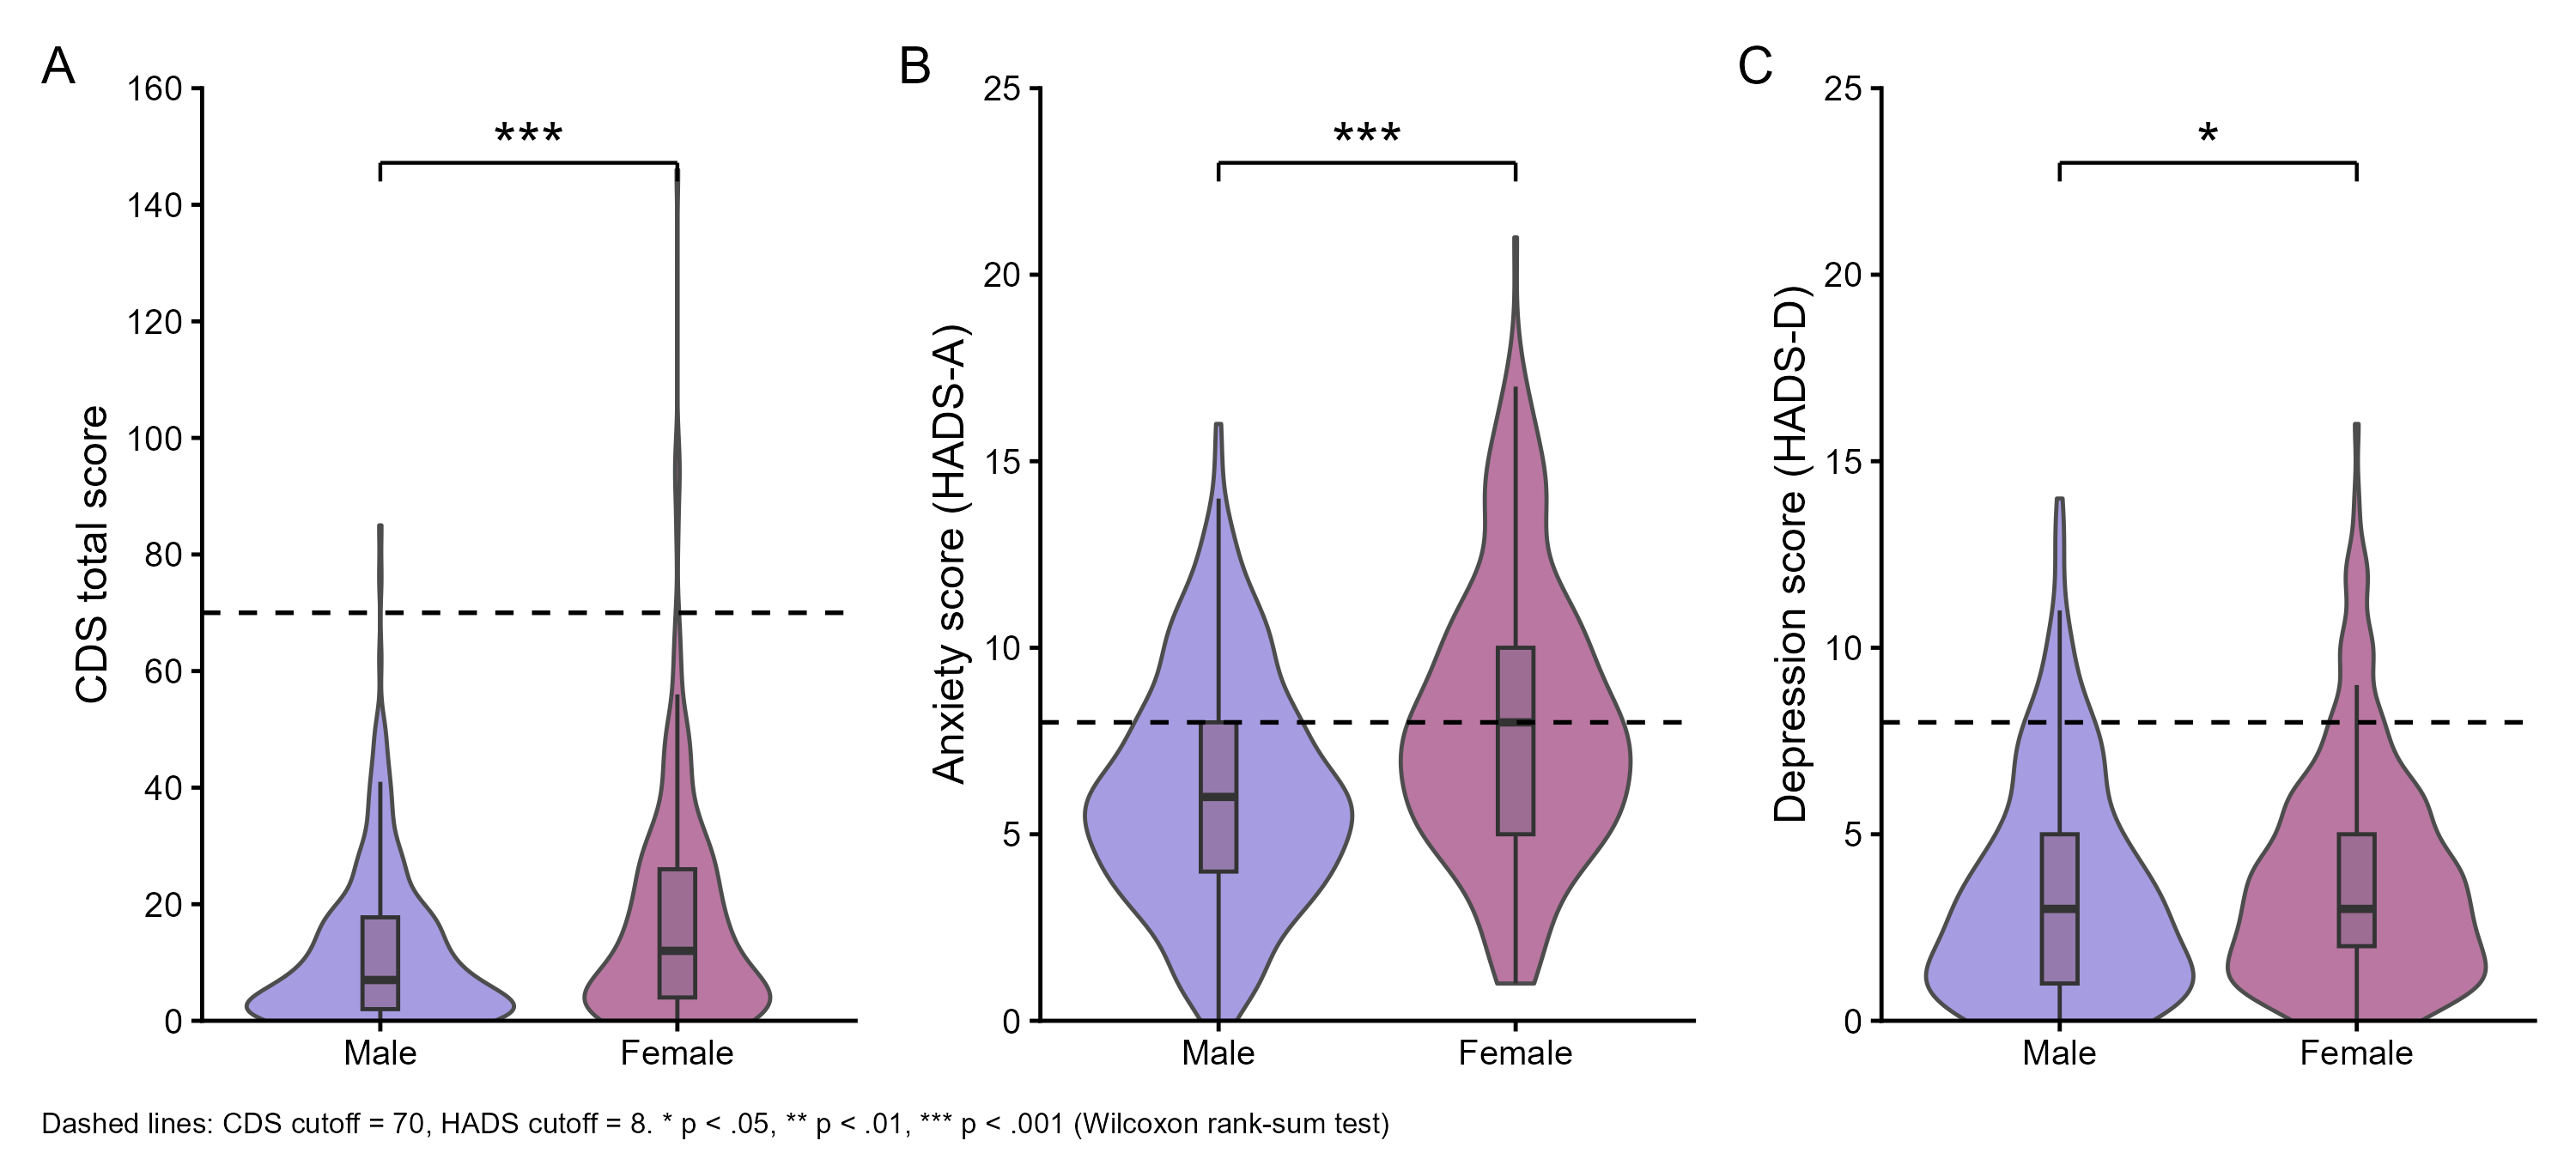 A
CDS total score
160
140
120
100
80
60
40
20
0
***
Male
Female
B
Anxiety score (HADS-A)
25
20
15
10
5
0
***
Male
Female
C
Depression score (HADS-D)
25
20
15
10
5
0
*
Male
Female
Dashed lines: CDS cutoff = 70, HADS cutoff = 8. * p < .05, ** p < .01, *** p < .001 (Wilcoxon rank-sum test)